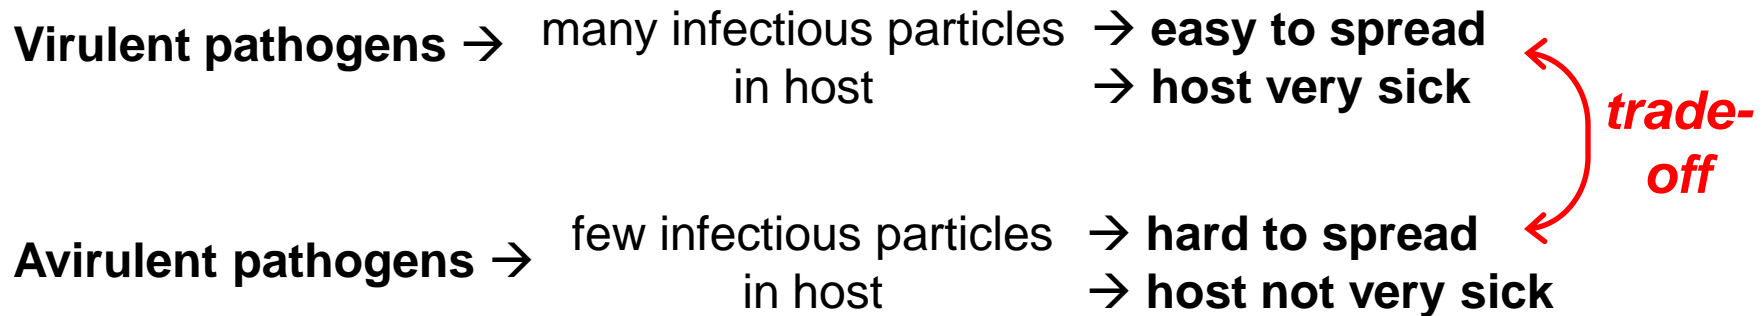 Virulent pathogens → many infectious particles → easy to spread
in host → host very sick
trade-
off
Avirulent pathogens → few infectious particles → hard to spread
in host → host not very sick